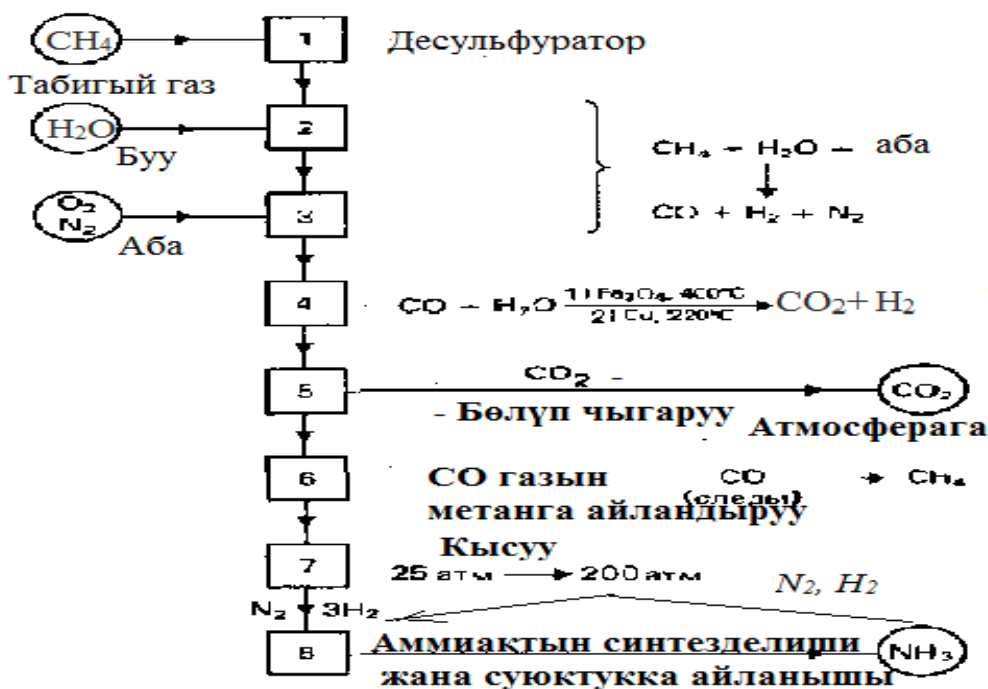 CH₄ 1 Десульфуратор
Табигый газ
H₂O 2
Буу
CH₄ – H₂O – аба
O₂
N₂ 3 CO + H₂ + N₂
Аба
4 CO – H₂O 1) Fe₃O₄, 400°C
2) Cu, 220°C CO₂ + H₂
5 CO₂ – CO₂
- Бөлүп чыгаруу Атмосферага
6 СО газын CO CH₄
(следы)
метанга айландыруу
7 Кысуу
25 атм 200 атм N₂, H₂
N₂ 3H₂
8 Аммиактын синтезделиши NH₃
жана суюктукка айланышы